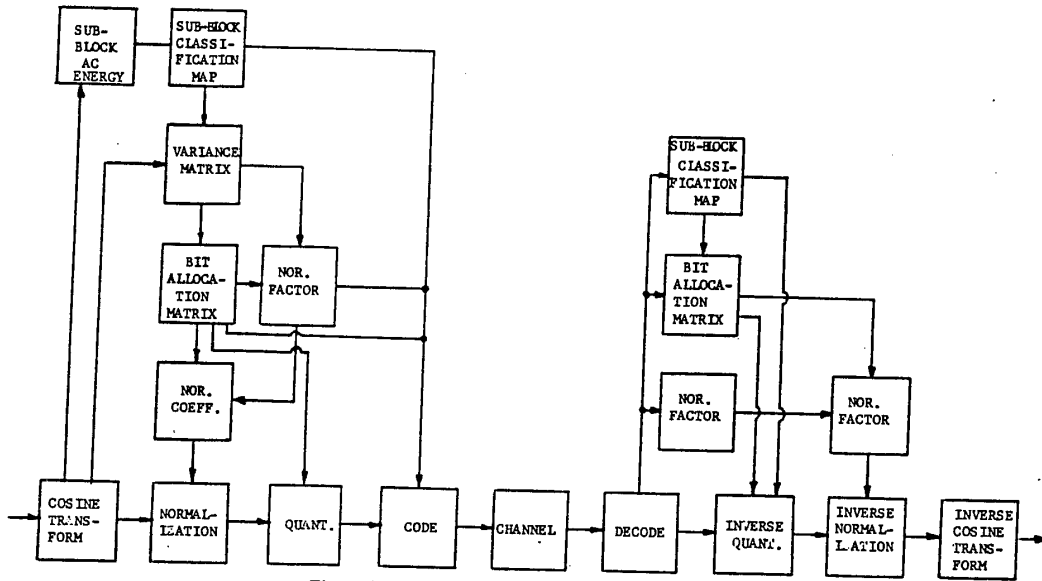 SUB-
BLOCK
AC
ENERGY
SUB-BLOCK
CLASSI-
FICATION
MAP
VARIANCE
MATRIX
BIT
ALLOCA-
TION
MATRIX
NOR.
FACTOR
NOR.
COEFF.
COSINE
TRANS-
FORM
NORMAL-
IZATION
QUANT.
CODE
CHANNEL
DECODE
SUB-BLOCK
CLASSI-
FICATION
MAP
BIT
ALLOCA-
TION
MATRIX
NOR.
FACTOR
NOR.
FACTOR
INVERSE
QUANT.
INVERSE
NORMAL-
IZATION
INVERSE
COSINE
TRANS-
FORM